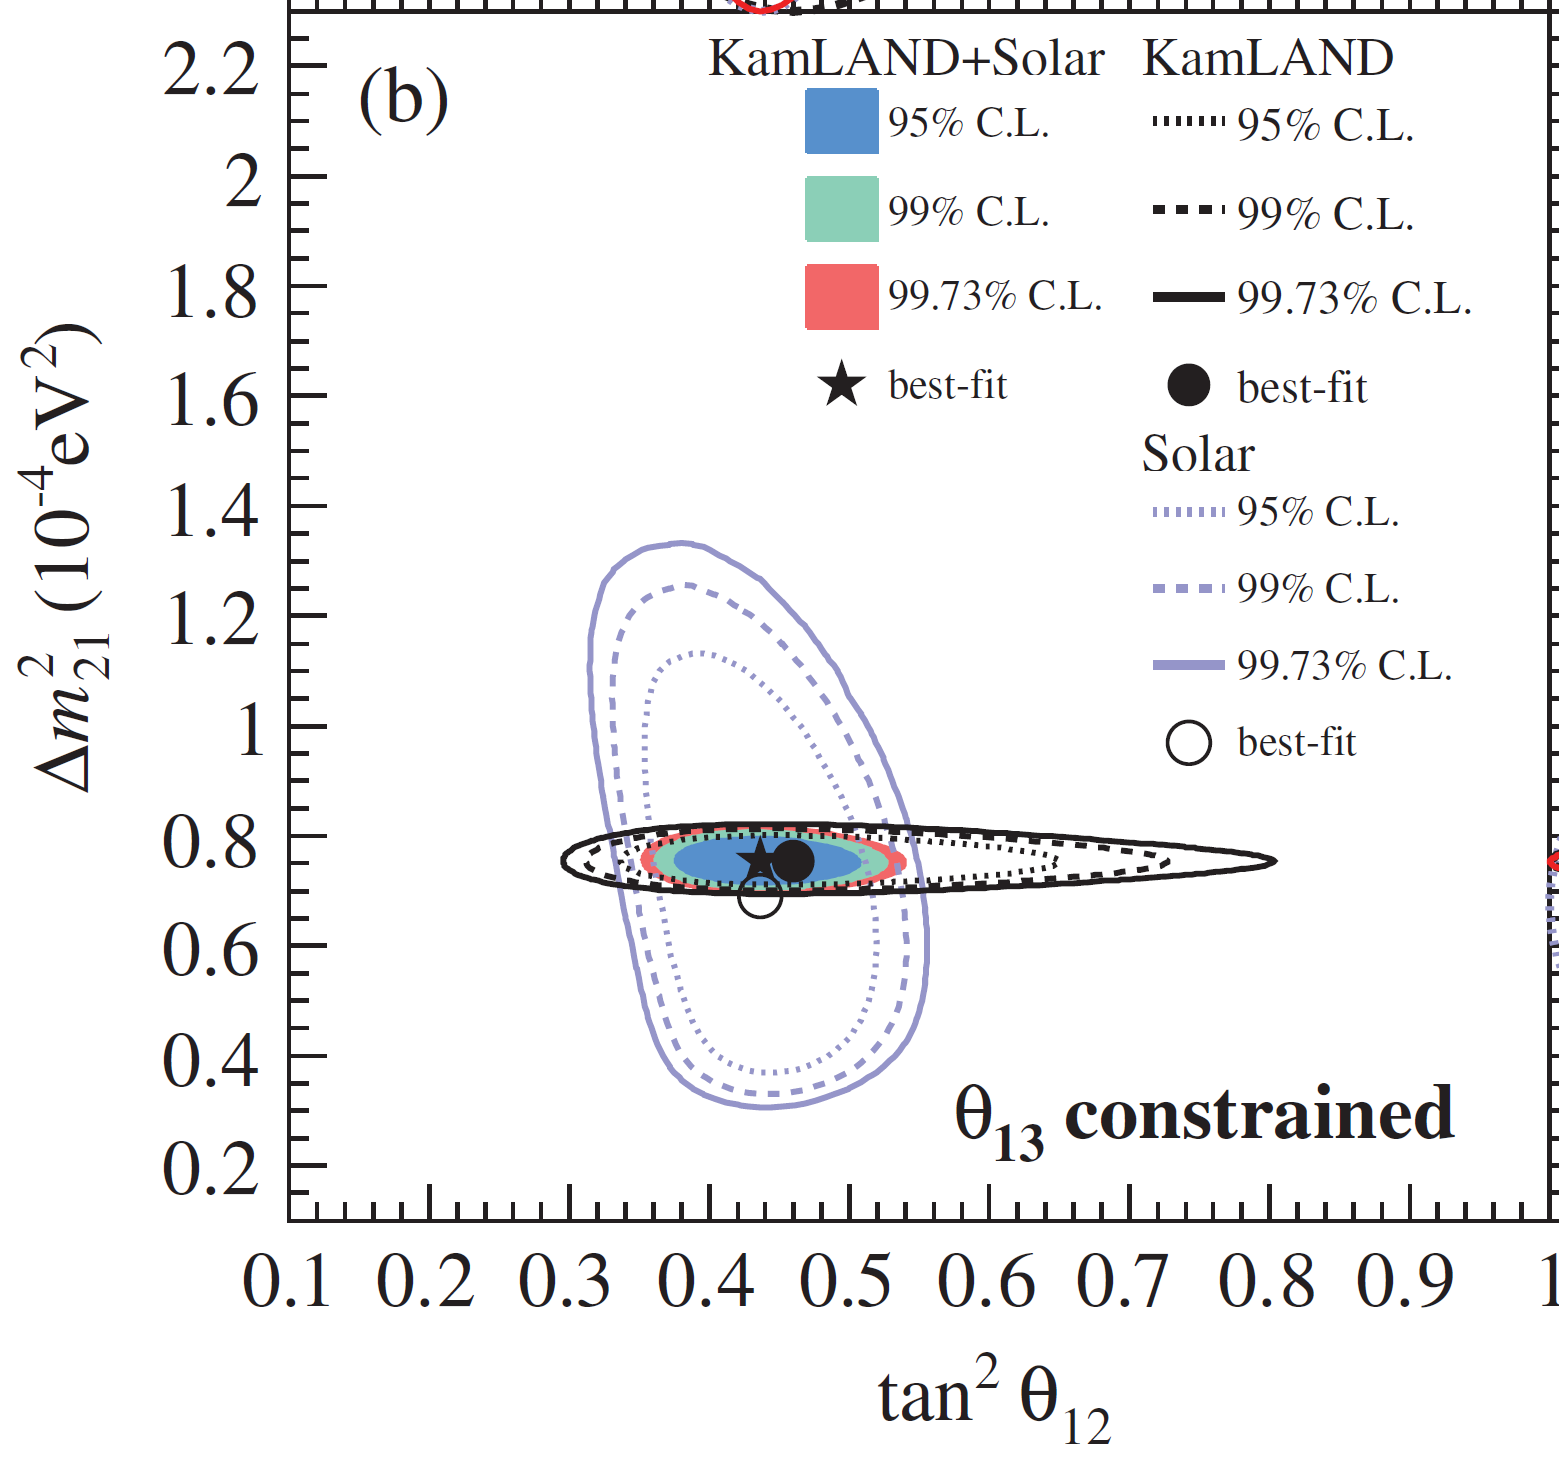 (b)
KamLAND+Solar
95% C.L.
99% C.L.
99.73% C.L.
best-fit
KamLAND
95% C.L.
99% C.L.
99.73% C.L.
best-fit
Solar
95% C.L.
99% C.L.
99.73% C.L.
best-fit
2.2
2
1.8
1.6
1.4
1.2
1
0.8
0.6
0.4
0.2
Δm²₂₁ (10⁻⁴ eV²)
θ₁₃ constrained
0.1 0.2 0.3 0.4 0.5 0.6 0.7 0.8 0.9 1
tan² θ₁₂